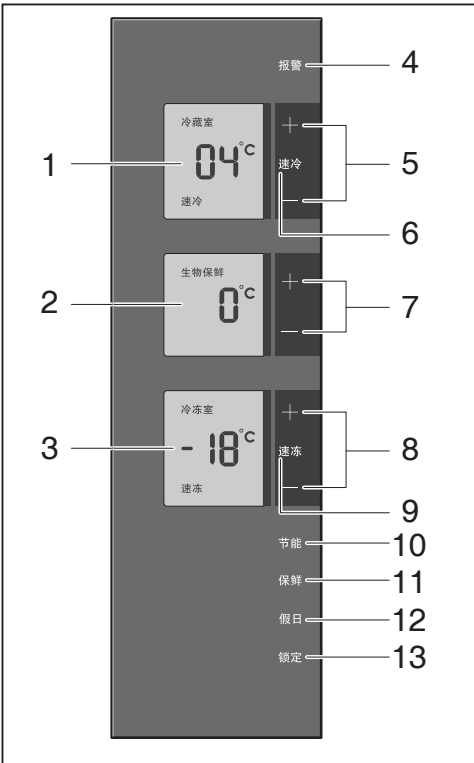 报警 4
冷藏室
1 04°C 速冷 5
速冷 6
生物保鲜
2 0°C 7
冷冻室
3 -18°C 速冻 8
速冻 9
节能 10
保鲜 11
假日 12
锁定 13